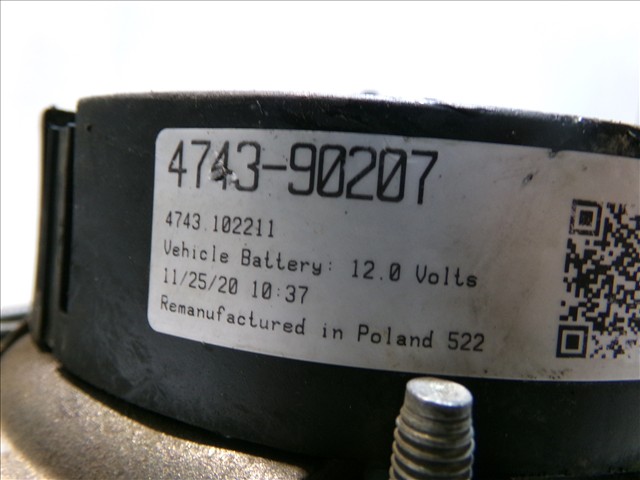 4743-90207
4743.102211
Vehicle Battery: 12.0 Volts
11/25/20 10:37
Remanufactured in Poland 522